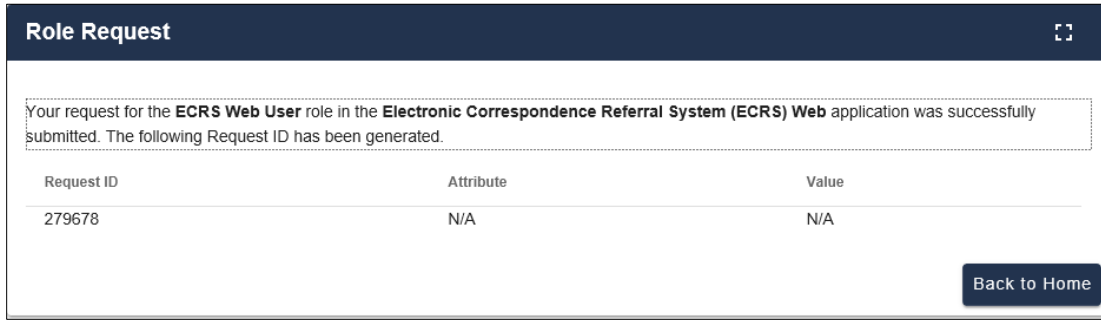 Role Request
Your request for the ECRS Web User role in the Electronic Correspondence Referral System (ECRS) Web application was successfully
submitted. The following Request ID has been generated.
Request ID Attribute Value
279678 N/A N/A
Back to Home